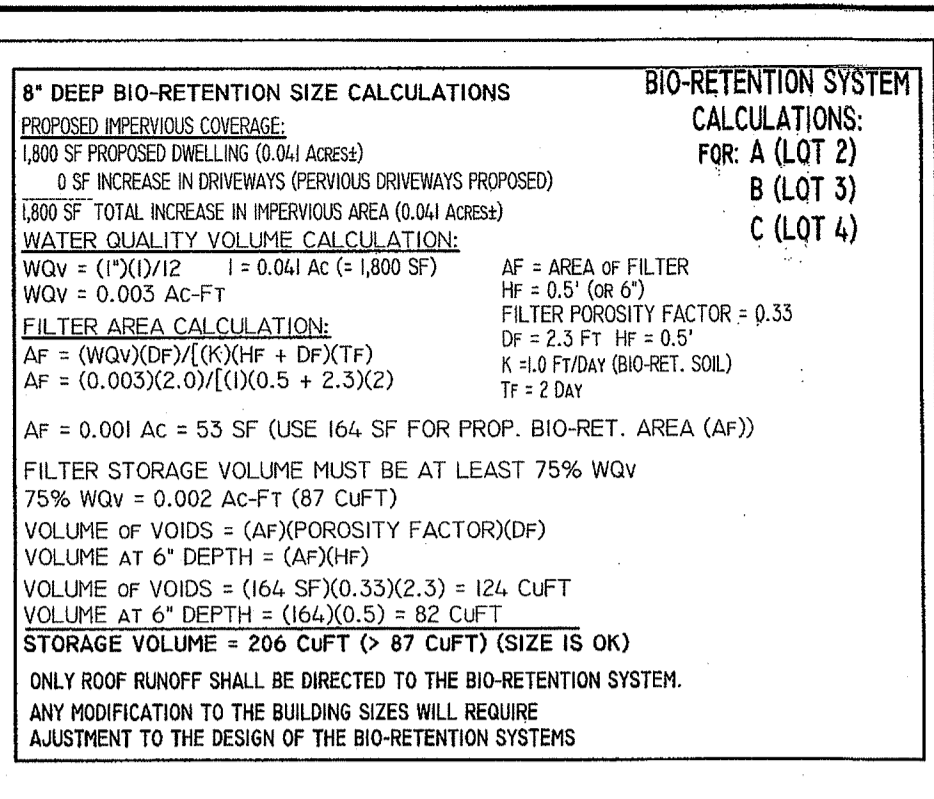 8" DEEP BIO-RETENTION SIZE CALCULATIONS
BIO-RETENTION SYSTEM
CALCULATIONS:
FOR: A (LOT 2)
B (LOT 3)
C (LOT 4)
PROPOSED IMPERVIOUS COVERAGE:
1,800 SF PROPOSED DWELLING (0.041 ACRES±)
0 SF INCREASE IN DRIVEWAYS (PERVIOUS DRIVEWAYS PROPOSED)
1,800 SF TOTAL INCREASE IN IMPERVIOUS AREA (0.041 ACRES±)
WATER QUALITY VOLUME CALCULATION:
WQV = (1")(I)/12 I = 0.041 AC (= 1,800 SF)
WQV = 0.003 AC-FT
FILTER AREA CALCULATION:
AF = (WQV)(DF)/[(K)(HF + DF)(TF)
AF = (0.003)(2.0)/[(1)(0.5 + 2.3)(2)
AF = AREA OF FILTER
HF = 0.5' (OR 6")
FILTER POROSITY FACTOR = 0.33
DF = 2.3 FT HF = 0.5'
K =1.0 FT/DAY (BIO-RET. SOIL)
TF = 2 DAY
AF = 0.001 AC = 53 SF (USE 164 SF FOR PROP. BIO-RET. AREA (AF))
FILTER STORAGE VOLUME MUST BE AT LEAST 75% WQV
75% WQV = 0.002 AC-FT (87 CUFT)
VOLUME OF VOIDS = (AF)(POROSITY FACTOR)(DF)
VOLUME AT 6" DEPTH = (AF)(HF)
VOLUME OF VOIDS = (164 SF)(0.33)(2.3) = 124 CUFT
VOLUME AT 6" DEPTH = (164)(0.5) = 82 CUFT
STORAGE VOLUME = 206 CUFT (> 87 CUFT) (SIZE IS OK)
ONLY ROOF RUNOFF SHALL BE DIRECTED TO THE BIO-RETENTION SYSTEM.
ANY MODIFICATION TO THE BUILDING SIZES WILL REQUIRE
AJUSTMENT TO THE DESIGN OF THE BIO-RETENTION SYSTEMS